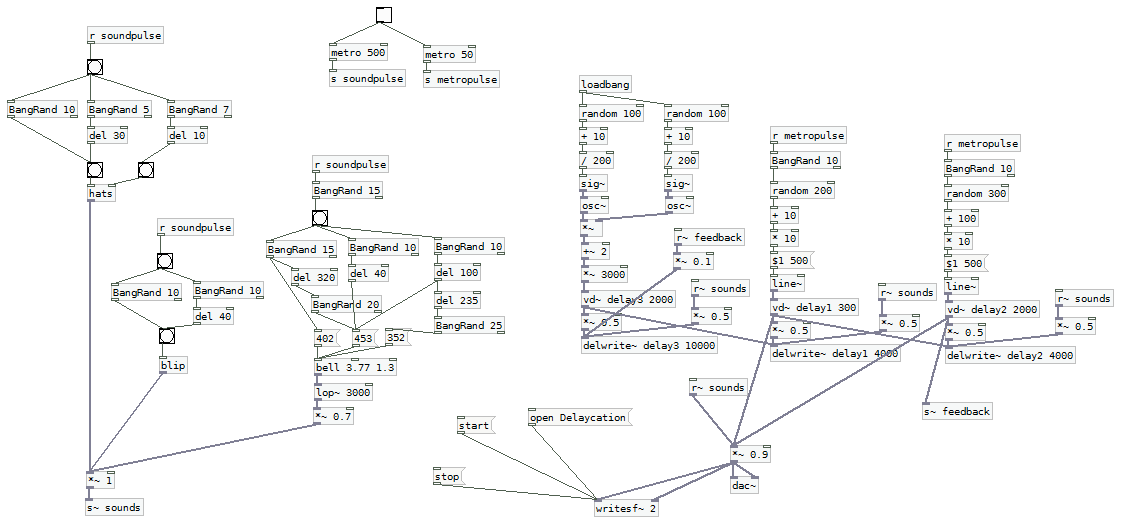 r soundpulse
BangRand 10
BangRand 5
BangRand 7
del 30
del 10
hats
r soundpulse
BangRand 10
BangRand 10
del 40
blip
*~ 1
s~ sounds
metro 500
metro 50
s soundpulse
s metropulse
r soundpulse
BangRand 15
BangRand 15
BangRand 10
BangRand 10
del 320
del 40
del 100
BangRand 20
del 235
BangRand 25
402
453
352
bell 3.77 1.3
lop~ 3000
*~ 0.7
start
open Delaycation
stop
writesf~ 2
loadbang
random 100
random 100
+ 10
+ 10
/ 200
/ 200
sig~
sig~
osc~
osc~
*~
+~ 2
*~ 3000
vd~ delay3 2000
*~ 0.5
delwrite~ delay3 10000
r~ feedback
*~ 0.1
r~ sounds
*~ 0.5
r metropulse
BangRand 10
random 200
+ 10
* 10
$1 500
line~
vd~ delay1 300
*~ 0.5
delwrite~ delay1 4000
r~ sounds
*~ 0.5
r metropulse
BangRand 10
random 300
+ 100
* 10
$1 500
line~
vd~ delay2 2000
*~ 0.5
delwrite~ delay2 4000
r~ sounds
*~ 0.5
s~ feedback
r~ sounds
*~ 0.9
dac~